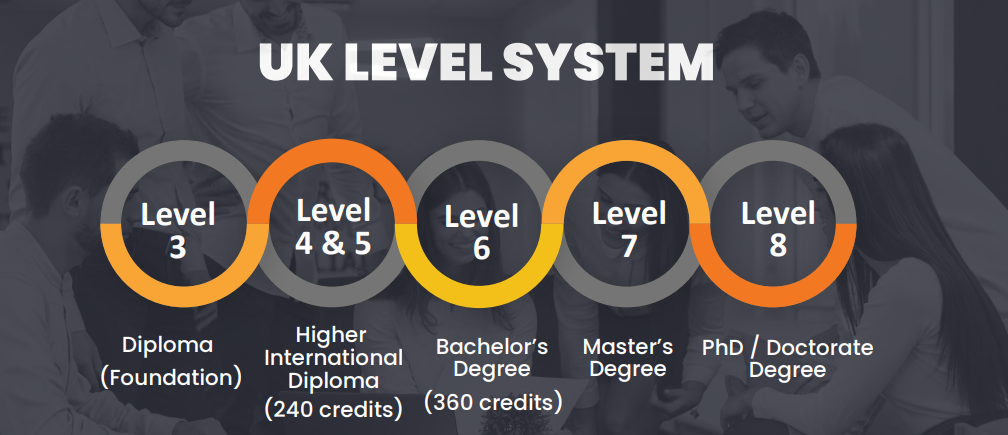 UK LEVEL SYSTEM
Level
3
Level
4 & 5
Level
6
Level
7
Level
8
Diploma
(Foundation)
Higher
International
Diploma
(240 credits)
Bachelor's
Degree
(360 credits)
Master's
Degree
PhD / Doctorate
Degree